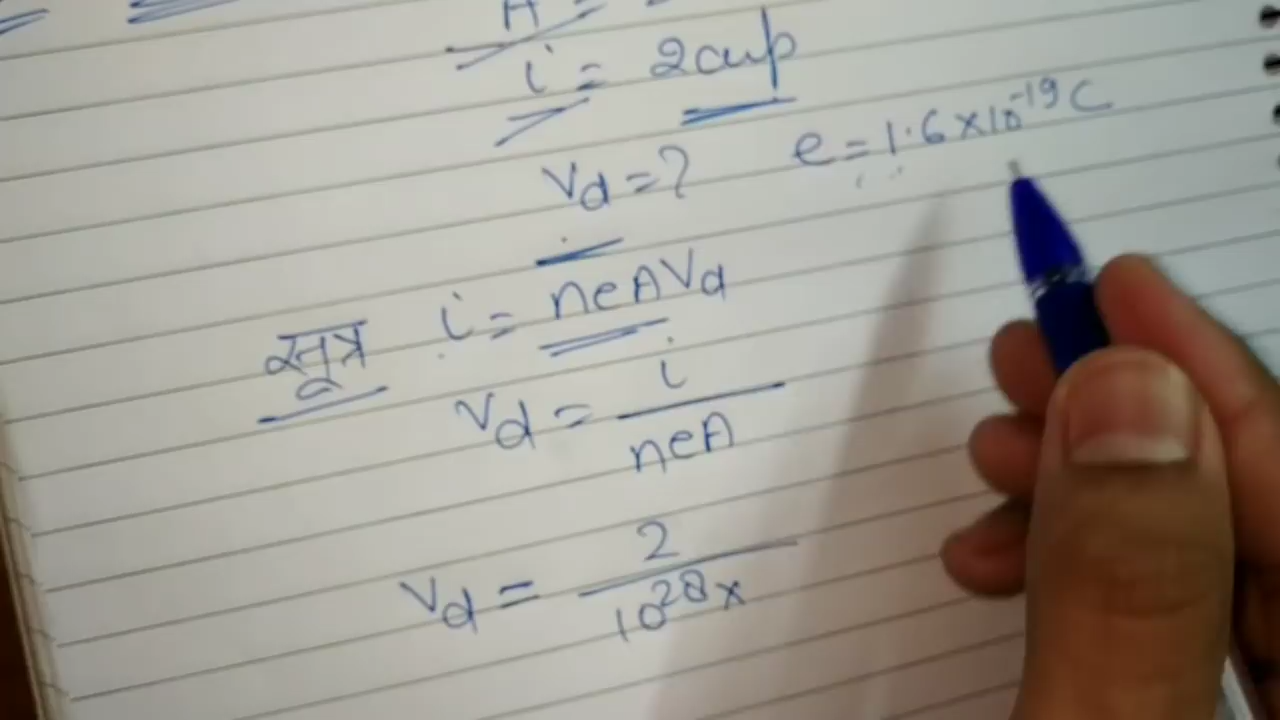 i = 2amp
Vd = ?
e = 1.6 × 10⁻¹⁹ C
सूत्र i = neAVd
Vd = i / neA
Vd = 2 / 10²⁸ ×